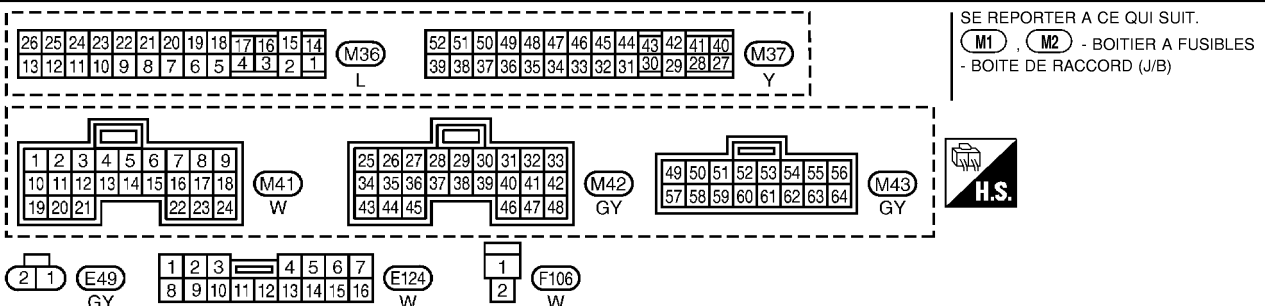 26 25 24 23 22 21 20 19 18 17 16 15 14
13 12 11 10 9 8 7 6 5 4 3 2 1
M36
L
52 51 50 49 48 47 46 45 44 43 42 41 40
39 38 37 36 35 34 33 32 31 30 29 28 27
M37
Y
SE REPORTER A CE QUI SUIT.
M1 , M2 - BOITIER A FUSIBLES
- BOITE DE RACCORD (J/B)
1 2 3 4 5 6 7 8 9
10 11 12 13 14 15 16 17 18
19 20 21 22 23 24
M41
W
25 26 27 28 29 30 31 32 33
34 35 36 37 38 39 40 41 42
43 44 45 46 47 48
M42
GY
49 50 51 52 53 54 55 56
57 58 59 60 61 62 63 64
M43
GY
H.S.
2 1
E49
GY
1 2 3 4 5 6 7
8 9 10 11 12 13 14 15 16
E124
W
1
2
F106
W